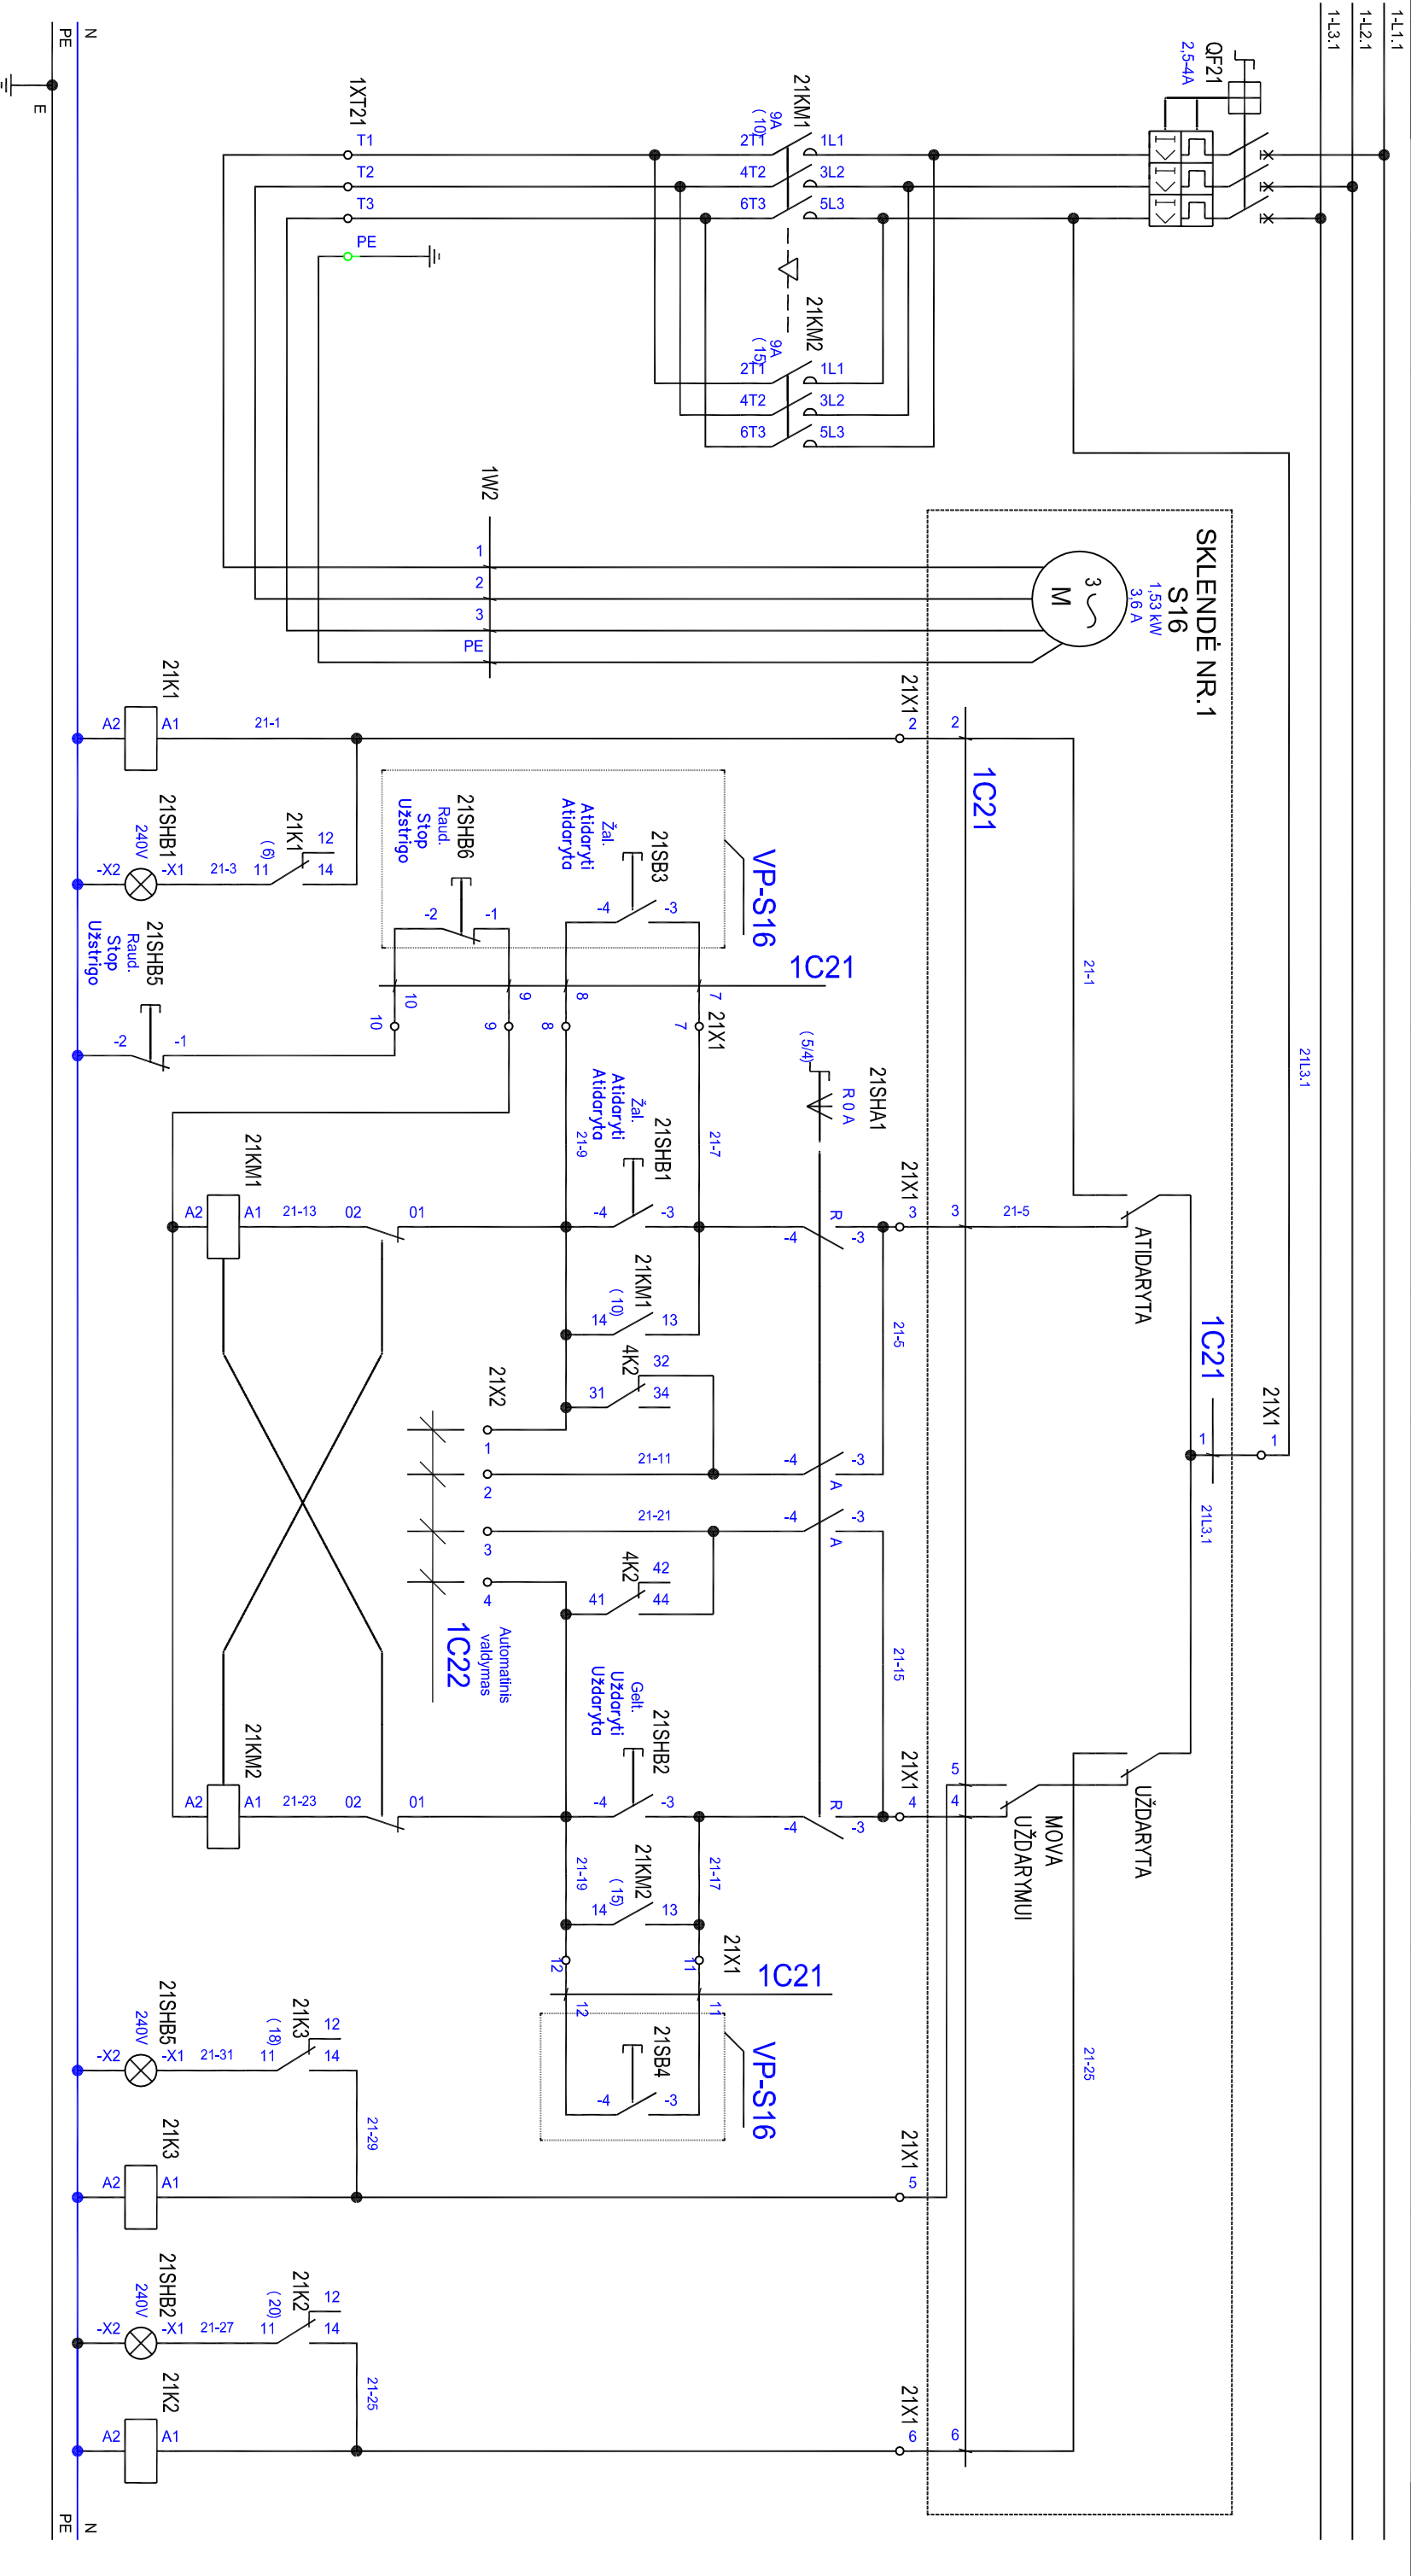 1-L1.1
1-L2.1
1-L3.1
QF21
2,5-4A
21KM1
9A
(10)
1L1
3L2
5L3
2T1
4T2
6T3
21KM2
9A
(15)
1L1
3L2
5L3
2T1
4T2
6T3
1XT21
T1
T2
T3
PE
N
PE
E
1W2
1
2
3
PE
SKLENDĖ NR.1
S16
1,53 kW
3,6 A
3
M
21L3.1
21K1
A2
A1
21-1
21X1
2
2
1C21
21-1
21SHB1
240V
-X2
-X1
21-3
21K1
(6)
11
12
14
21SHB5
Raud.
Stop
Užstrigo
-2
-1
21SHB6
Raud.
Stop
Užstrigo
-2
-1
21SB3
Žal.
Atidaryti
Atidaryta
-4
-3
VP-S16
1C21
10
9
8
7
10
9
8
7
21X1
21SHA1
R 0 A
(5/4)
21SHB1
Žal.
Atidaryti
Atidaryta
-4
-3
21-9
21-7
21KM1
A2
A1
21-13
02
01
R
-4
-3
21X1
3
3
21-5
ATIDARYTA
21KM1
(10)
14
13
21-5
4K2
31
32
34
21X2
1
2
3
4
21-11
-4
-3
A
21-21
-4
-3
A
4K2
41
42
44
1C22
Automatinis
valdymas
1C21
21X1
1
1
21L3.1
21-15
21SHB2
Gelt.
Uždaryti
Uždaryta
-4
-3
21KM2
A2
A1
21-23
02
01
R
-4
-3
21X1
4
5
4
MOVA
UŽDARYMUI
UŽDARYTA
21-19
21-17
21KM2
(15)
14
13
12
11
21X1
1C21
12
11
21SB4
-4
-3
VP-S16
21-25
21SHB5
240V
-X2
-X1
21-31
21K3
(18)
11
12
14
21-29
21K3
A2
A1
21X1
5
21SHB2
240V
-X2
-X1
21-27
21K2
(20)
11
12
14
21-25
21K2
A2
A1
21X1
6
6
N
PE